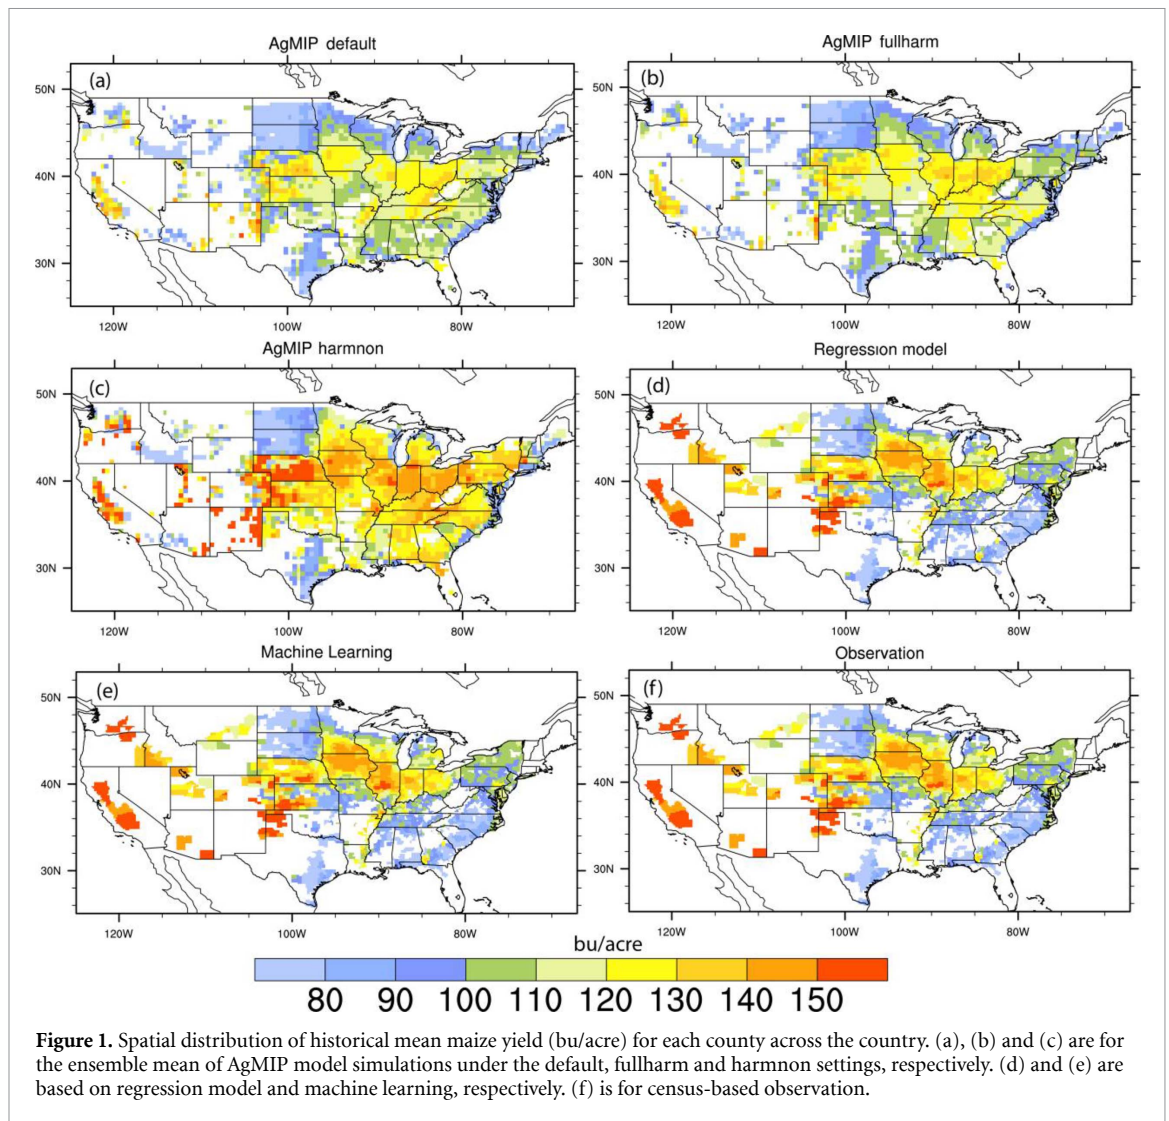 AgMIP default
AgMIP fullharm
(a)
(b)
50N
40N
30N
120W
100W
80W
50N
40N
30N
120W
100W
80W
AgMIP harmnon
Regression model
(c)
(d)
50N
40N
30N
120W
100W
80W
50N
40N
30N
120W
100W
80W
Machine Learning
Observation
(e)
(f)
50N
40N
30N
120W
100W
80W
50N
40N
30N
120W
100W
80W
bu/acre
80 90 100 110 120 130 140 150
Figure 1. Spatial distribution of historical mean maize yield (bu/acre) for each county across the country. (a), (b) and (c) are for
the ensemble mean of AgMIP model simulations under the default, fullharm and harmnon settings, respectively. (d) and (e) are
based on regression model and machine learning, respectively. (f) is for census-based observation.